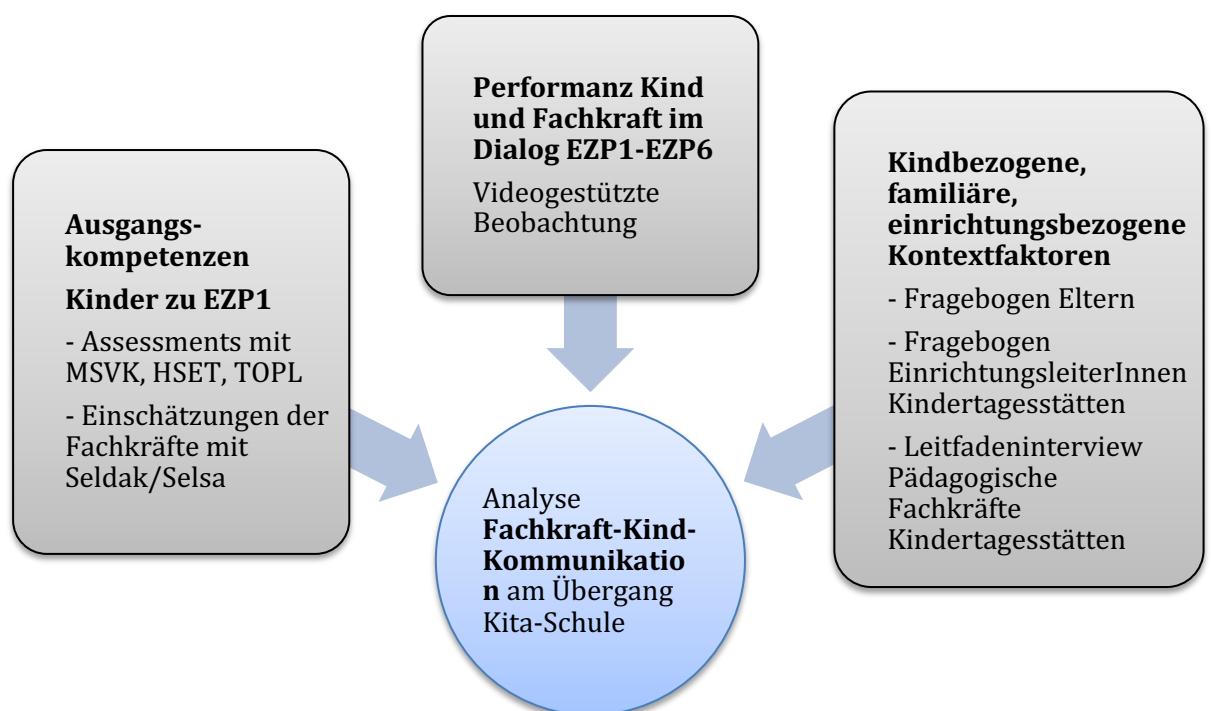 Ausgangs-
kompetenzen
Kinder zu EZP1
- Assessments mit
MSVK, HSET, TOPL
- Einschätzungen der
Fachkräfte mit
Seldak/Selsa
Performanz Kind
und Fachkraft im
Dialog EZP1-EZP6
Videogestützte
Beobachtung
Kindbezogene,
familiäre,
einrichtungsbezogene
Kontextfaktoren
- Fragebogen Eltern
- Fragebogen
EinrichtungsleiterInnen
Kindertagesstätten
- Leitfadeninterview
Pädagogische
Fachkräfte
Kindertagesstätten
Analyse
Fachkraft-Kind-
Kommunikatio
n am Übergang
Kita-Schule